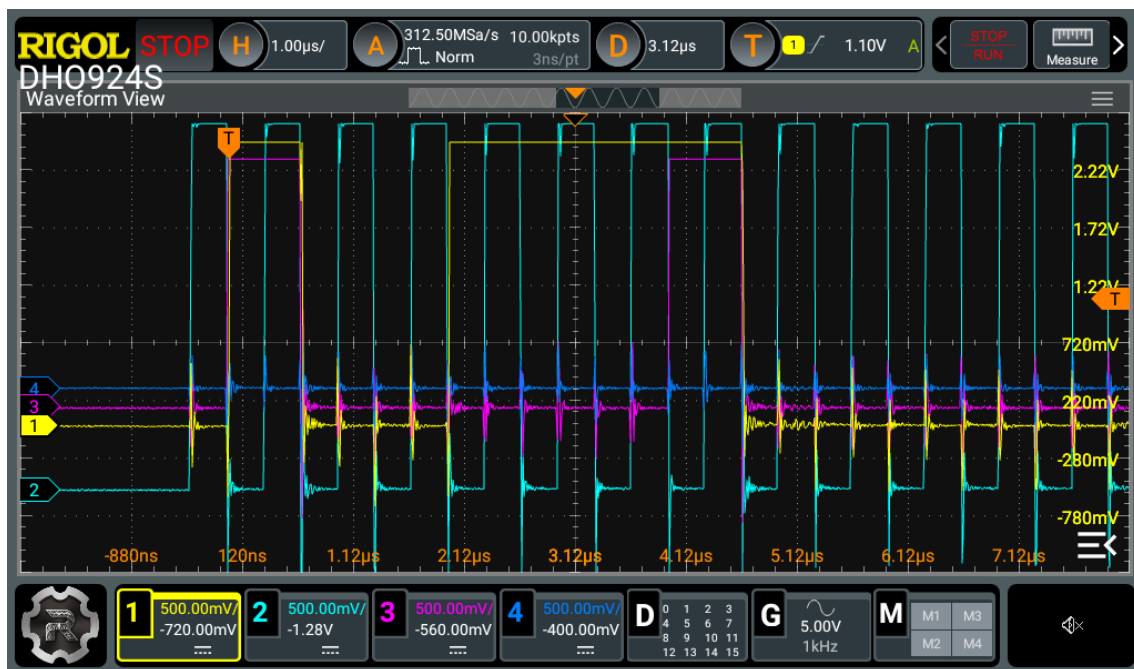 RIGOL STOP H 1.00µs/ A 312.50MSa/s 10.00kpts D 3.12µs T 1 1.10V A STOP
Norm 3ns/pt RUN Measure
DHO924S
Waveform View
T
2.22V
1.72V
1.22V
T
720mV
4
3
220mV
1
-280mV
2
-780mV
-880ns 120ns 1.12µs 2.12µs 3.12µs 4.12µs 5.12µs 6.12µs 7.12µs
1 500.00mV/ 2 500.00mV/ 3 500.00mV/ 4 500.00mV/ D 0 1 2 3 G 5.00V M M1 M3
-720.00mV -1.28V -560.00mV -400.00mV 4 5 6 7 1kHz M2 M4
8 9 10 11
12 13 14 15
R